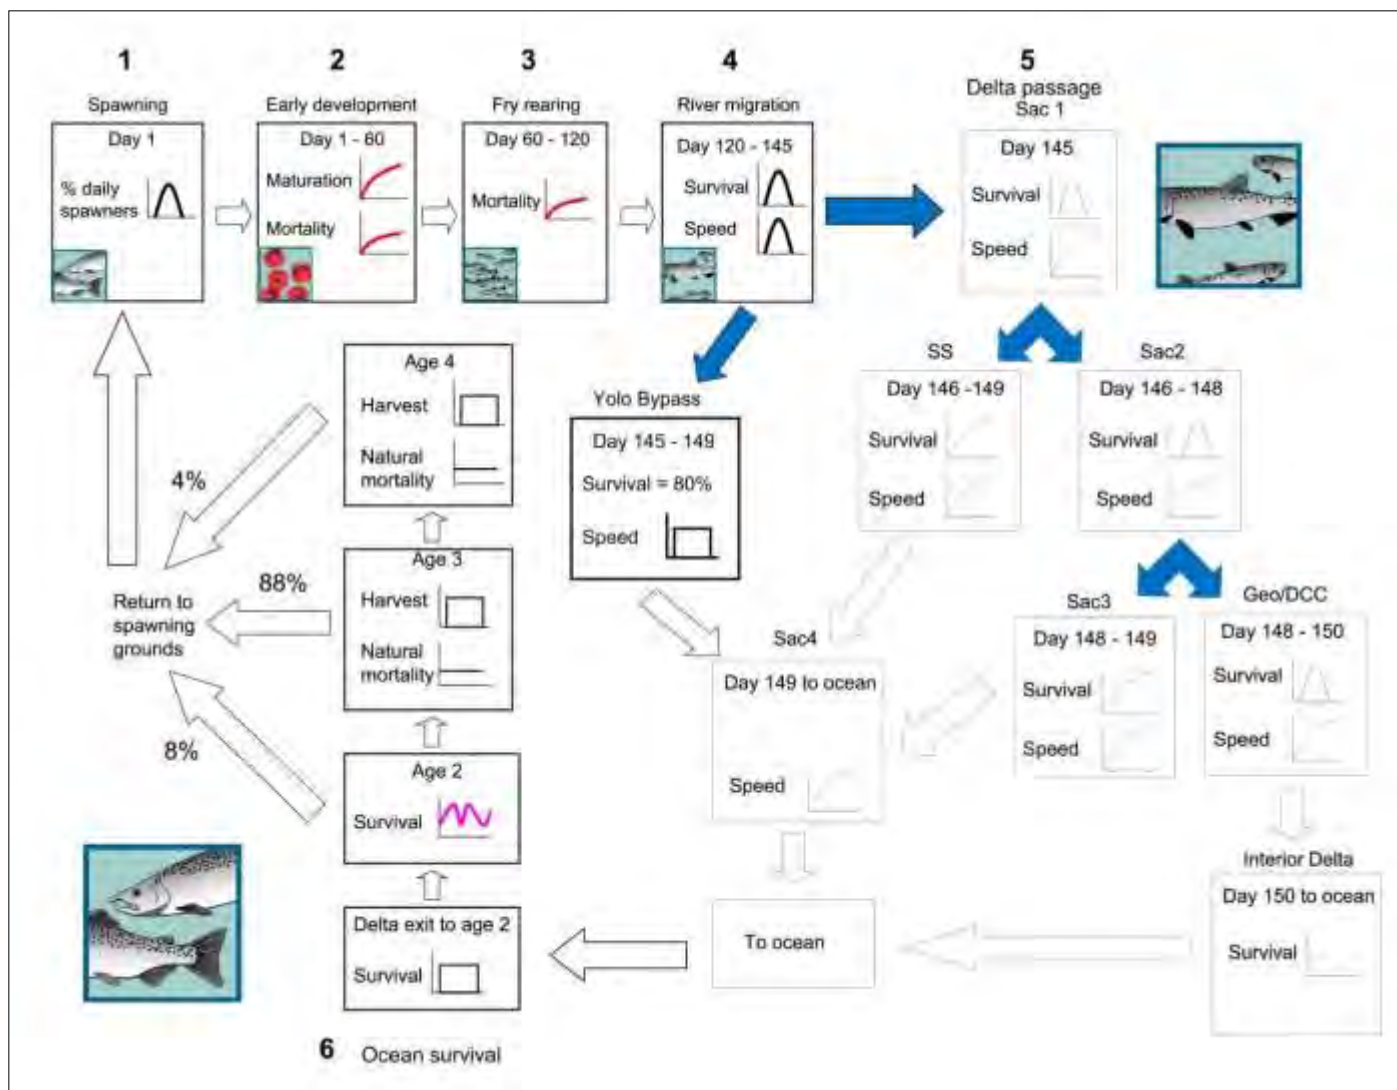 1
Spawning
Day 1
% daily
spawners
2
Early development
Day 1 - 60
Maturation
Mortality
3
Fry rearing
Day 60 - 120
Mortality
4
River migration
Day 120 - 145
Survival
Speed
5
Delta passage
Sac 1
Day 145
Survival
Speed
SS
Day 146 -149
Survival
Speed
Sac2
Day 146 - 148
Survival
Speed
Yolo Bypass
Day 145 - 149
Survival = 80%
Speed
Sac3
Day 148 - 149
Survival
Speed
Geo/DCC
Day 148 - 150
Survival
Speed
Sac4
Day 149 to ocean
Speed
Interior Delta
Day 150 to ocean
Survival
To ocean
Delta exit to age 2
Survival
6 Ocean survival
Age 2
Survival
Age 3
Harvest
Natural
mortality
Age 4
Harvest
Natural
mortality
4%
88%
8%
Return to
spawning
grounds